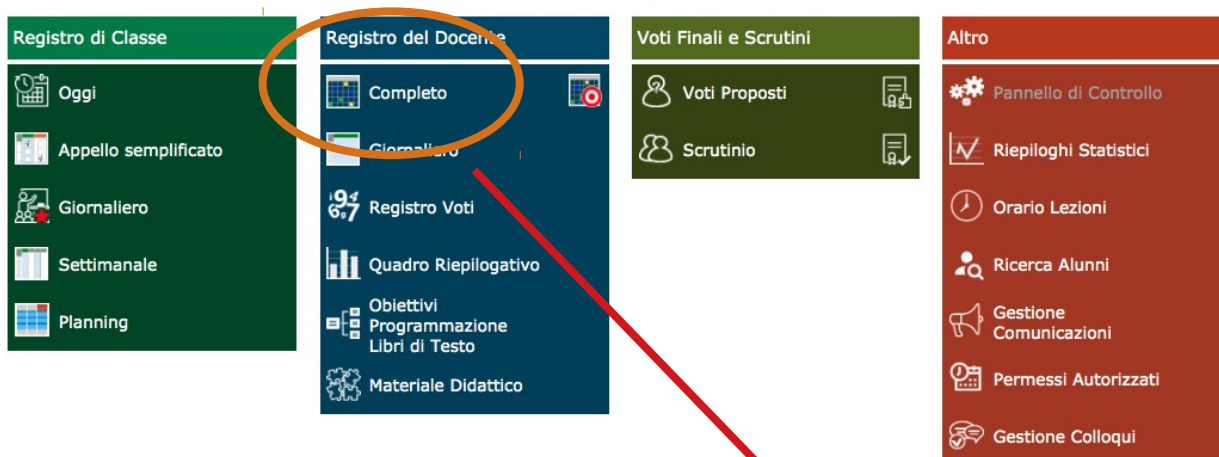 Registro di Classe
Oggi
Appello semplificato
Giornaliero
Settimanale
Planning
Registro del Docente
Completo
Giornaliero
Registro Voti
Quadro Riepilogativo
Obiettivi
Programmazione
Libri di Testo
Materiale Didattico
Voti Finali e Scrutini
Voti Proposti
Scrutinio
Altro
Pannello di Controllo
Riepiloghi Statistici
Orario Lezioni
Ricerca Alunni
Gestione
Comunicazioni
Permessi Autorizzati
Gestione Colloqui